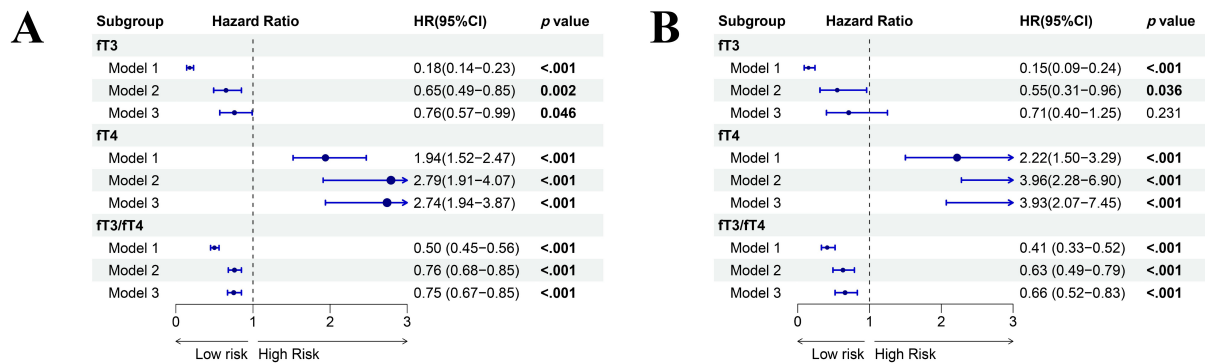 A
Subgroup Hazard Ratio HR(95%CI) p value
fT3
Model 1 0.18(0.14−0.23) <.001
Model 2 0.65(0.49−0.85) 0.002
Model 3 0.76(0.57−0.99) 0.046
fT4
Model 1 1.94(1.52−2.47) <.001
Model 2 2.79(1.91−4.07) <.001
Model 3 2.74(1.94−3.87) <.001
fT3/fT4
Model 1 0.50 (0.45−0.56) <.001
Model 2 0.76 (0.68−0.85) <.001
Model 3 0.75 (0.67−0.85) <.001
0 1 2 3
Low risk High Risk
B
Subgroup Hazard Ratio HR(95%CI) p value
fT3
Model 1 0.15(0.09−0.24) <.001
Model 2 0.55(0.31−0.96) 0.036
Model 3 0.71(0.40−1.25) 0.231
fT4
Model 1 2.22(1.50−3.29) <.001
Model 2 3.96(2.28−6.90) <.001
Model 3 3.93(2.07−7.45) <.001
fT3/fT4
Model 1 0.41 (0.33−0.52) <.001
Model 2 0.63 (0.49−0.79) <.001
Model 3 0.66 (0.52−0.83) <.001
0 1 2 3
Low risk High Risk